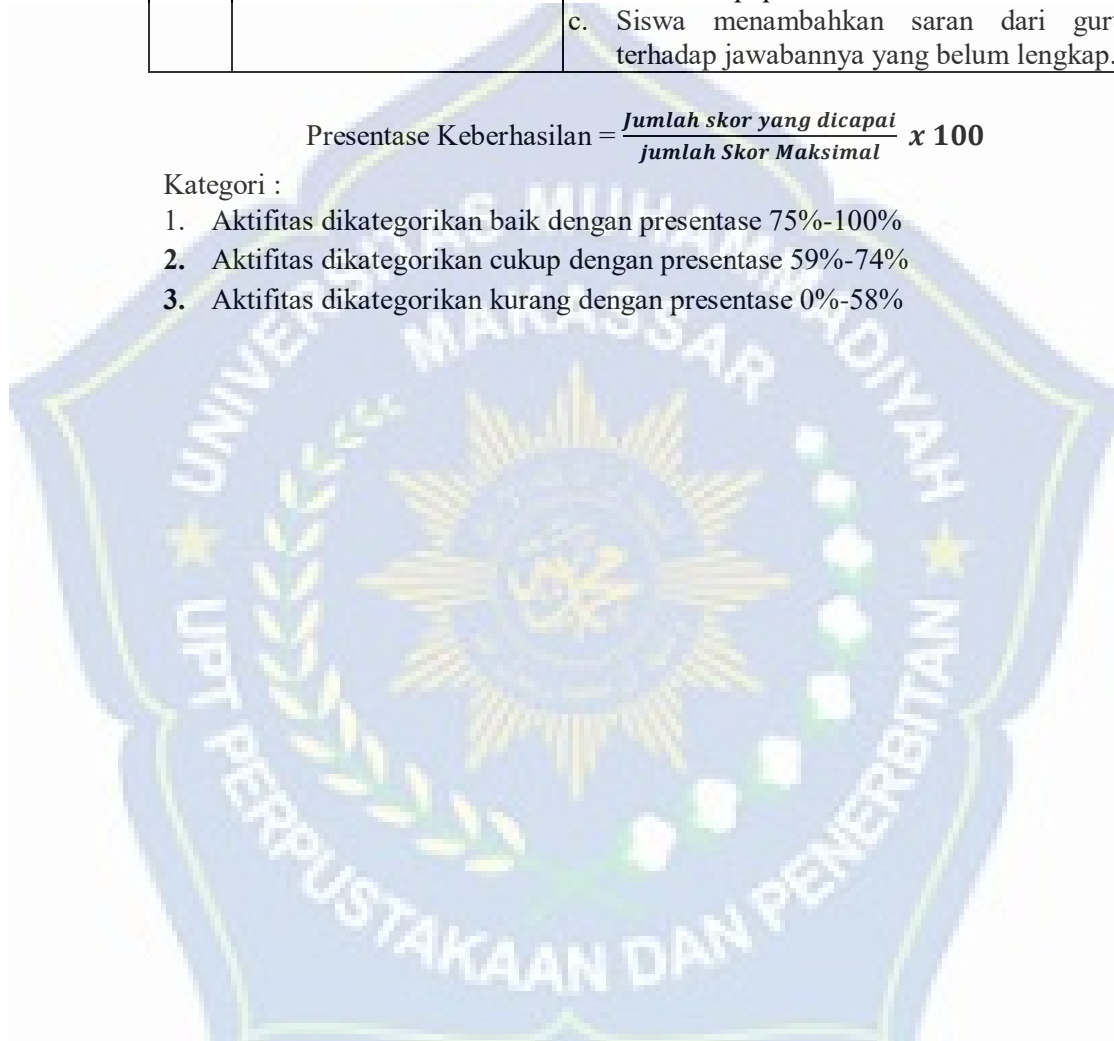 c. Siswa menambahkan saran dari guru
terhadap jawabannya yang belum lengkap.
Presentase Keberhasilan = Jumlah skor yang dicapai / jumlah Skor Maksimal x 100
Kategori :
1. Aktifitas dikategorikan baik dengan presentase 75%-100%
2. Aktifitas dikategorikan cukup dengan presentase 59%-74%
3. Aktifitas dikategorikan kurang dengan presentase 0%-58%
UNIVERSITAS MUHAMMADIYAH
MAKASSAR
UPT PERPUSTAKAAN DAN PENERBITAN